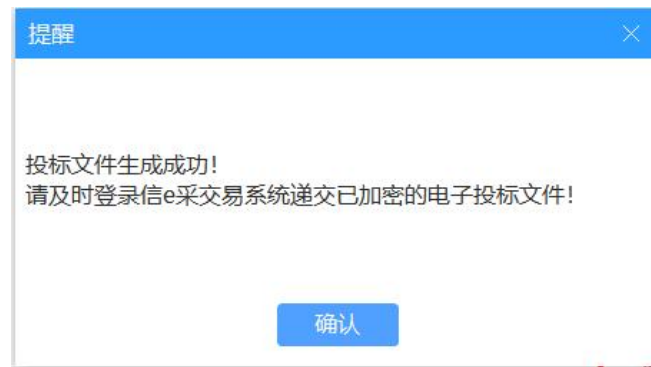 提醒
投标文件生成成功！
请及时登录信e采交易系统递交已加密的电子投标文件！
确认